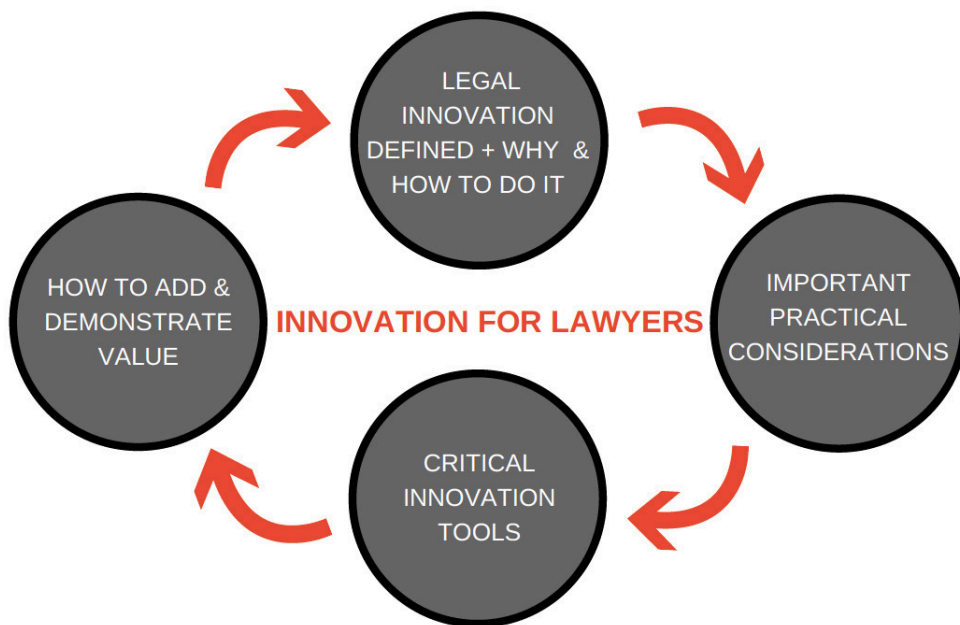 LEGAL
INNOVATION
DEFINED + WHY &
HOW TO DO IT
IMPORTANT
PRACTICAL
CONSIDERATIONS
CRITICAL
INNOVATION
TOOLS
HOW TO ADD &
DEMONSTRATE
VALUE
INNOVATION FOR LAWYERS